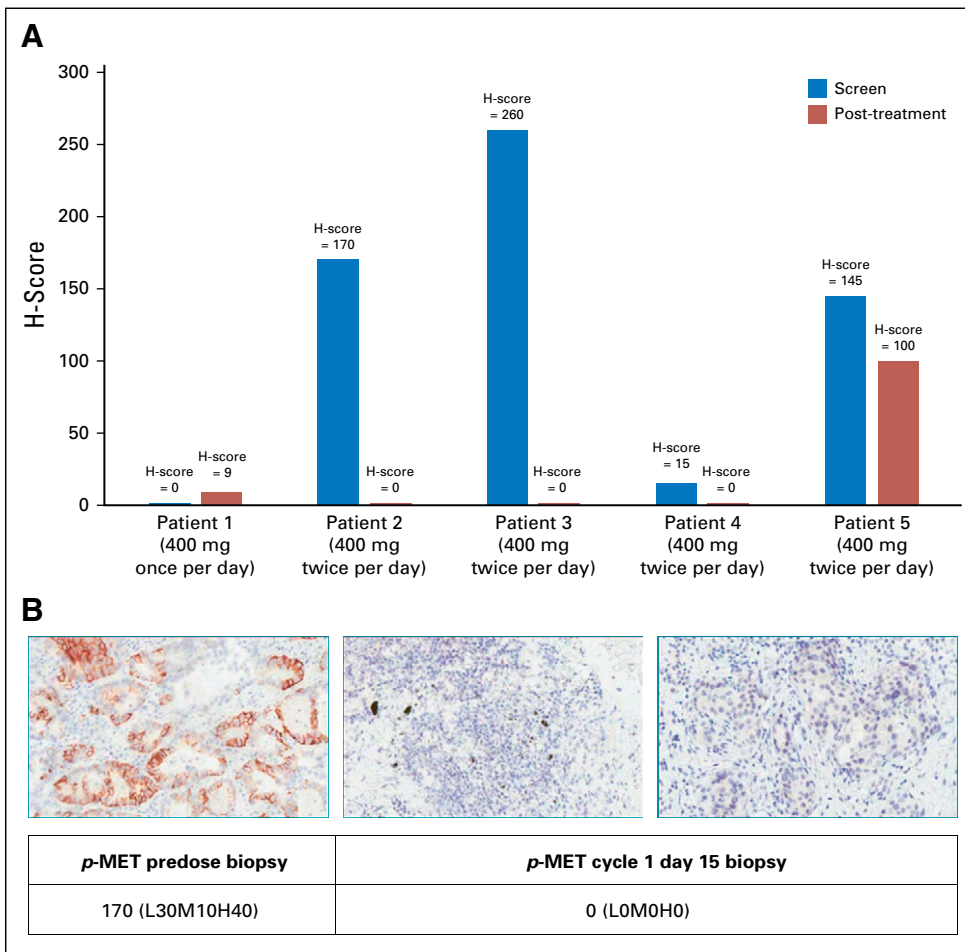 A
H-Score
300
250
200
150
100
50
0
Screen
Post-treatment
H-score
= 0
H-score
= 9
H-score
= 170
H-score
= 0
H-score
= 260
H-score
= 0
H-score
= 15
H-score
= 0
H-score
= 145
H-score
= 100
Patient 1
(400 mg
once per day)
Patient 2
(400 mg
twice per day)
Patient 3
(400 mg
twice per day)
Patient 4
(400 mg
twice per day)
Patient 5
(400 mg
twice per day)
B
p-MET predose biopsy
p-MET cycle 1 day 15 biopsy
170 (L30M10H40)
0 (L0M0H0)